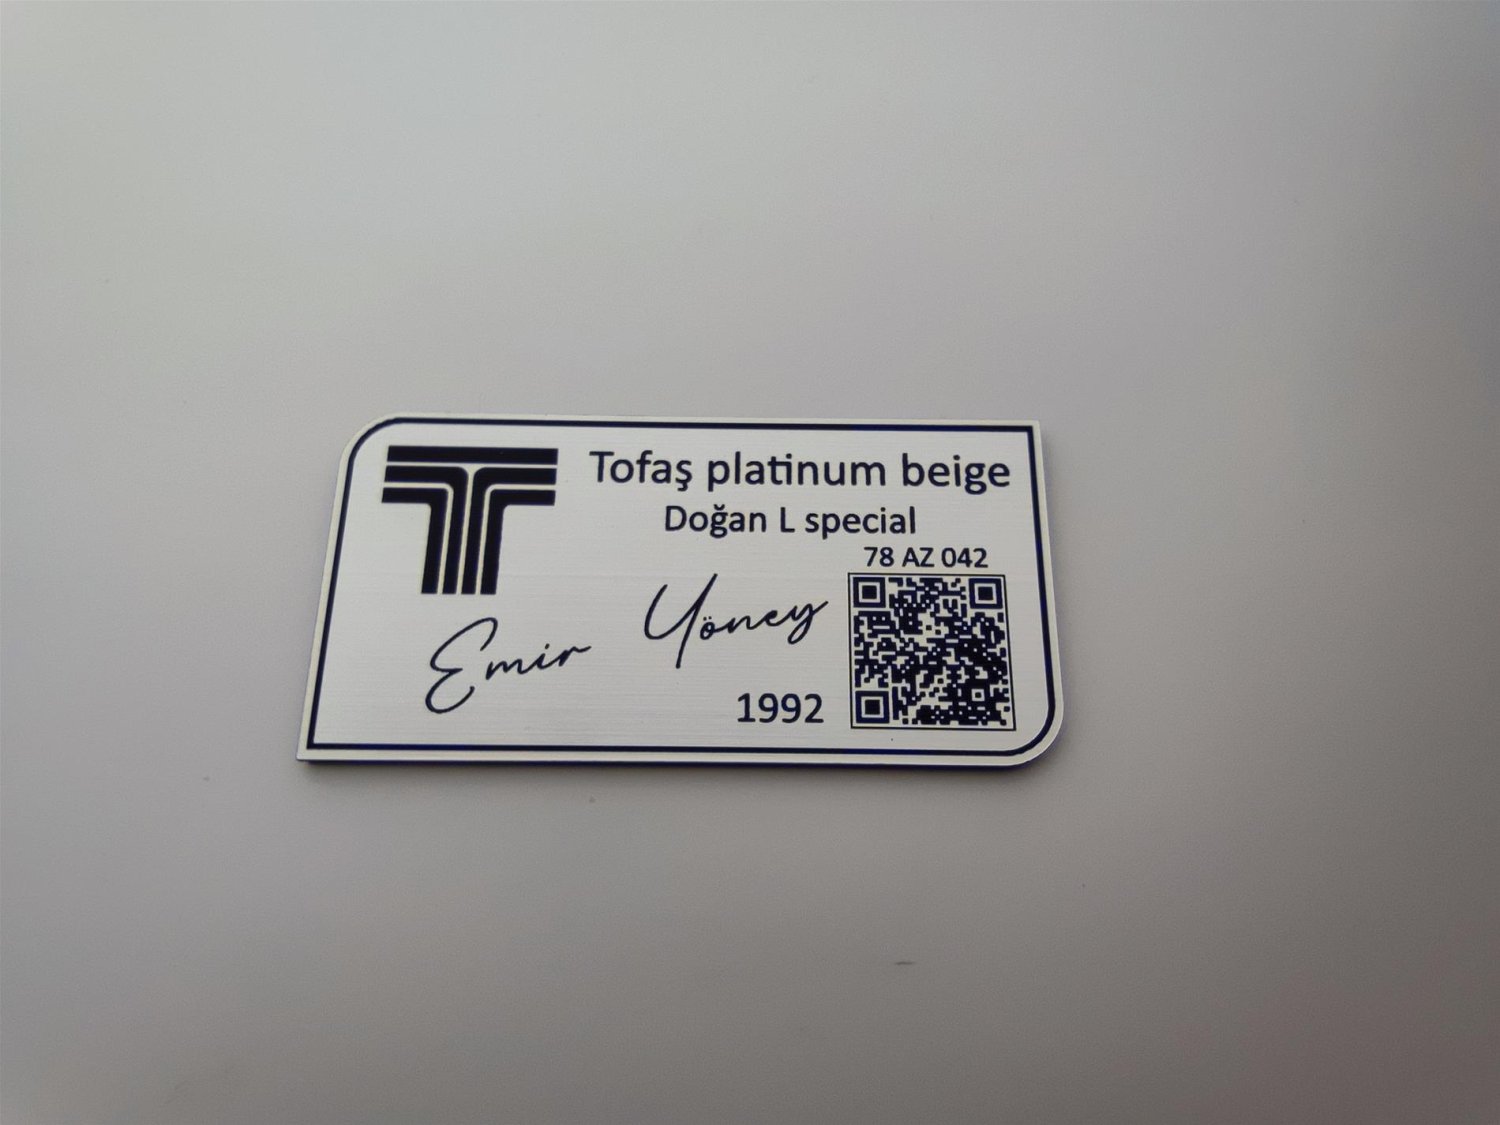 Tofaş platinum beige
Doğan L special
78 AZ 042
Emir Yöney
1992